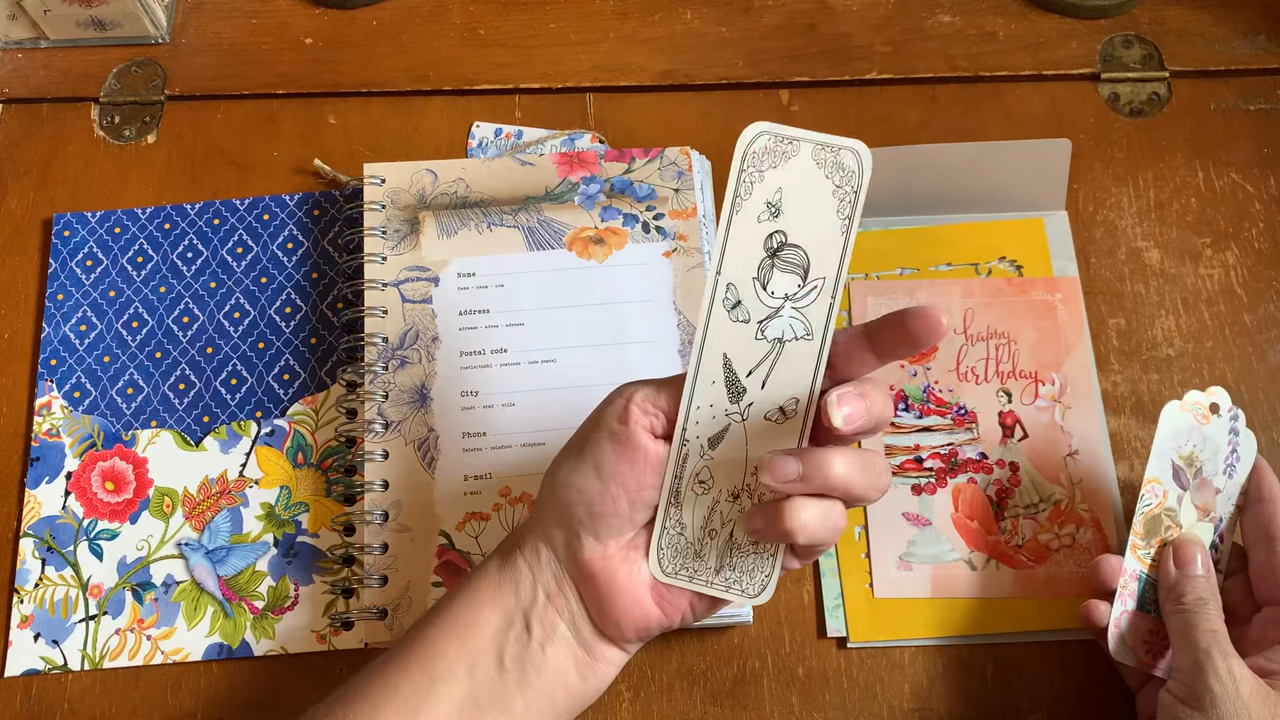 Name
Name - naam - nom
Address
Adresse - adres - adresse
Postal code
Postleitzahl - postcode - code postal
City
Stadt - stad - ville
Phone
Telefon - telefoon - téléphone
E-mail
E-Mail
happy
birthday